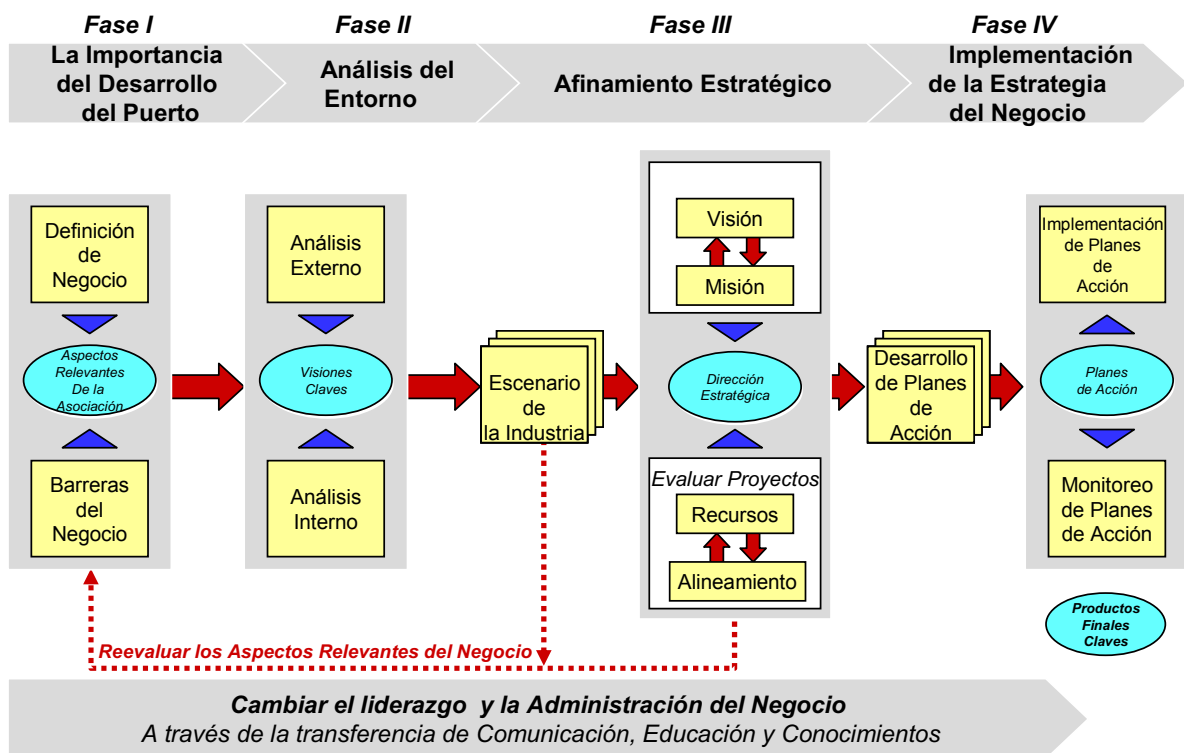 Fase I
Fase II
Fase III
Fase IV
La Importancia
del Desarrollo
del Puerto
Análisis del
Entorno
Afinamiento Estratégico
Implementación
de la Estrategia
del Negocio
Definición
de
Negocio
Aspectos
Relevantes
De la
Asociación
Barreras
del
Negocio
Análisis
Externo
Visiones
Claves
Análisis
Interno
Escenario
de
la Industria
Visión
Misión
Dirección
Estratégica
Evaluar Proyectos
Recursos
Alineamiento
Desarrollo
de Planes
de
Acción
Implementación
de Planes
de
Acción
Planes
de Acción
Monitoreo
de Planes
de Acción
Productos
Finales
Claves
Reevaluar los Aspectos Relevantes del Negocio
Cambiar el liderazgo y la Administración del Negocio
A través de la transferencia de Comunicación, Educación y Conocimientos